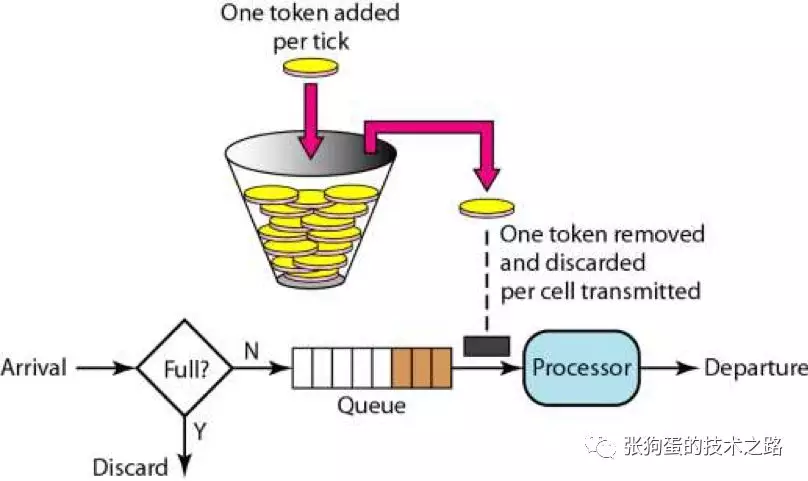 One token added
per tick
One token removed
and discarded
per cell transmitted
Arrival
Full?
N
Processor
Departure
Queue
Y
Discard
张狗蛋的技术之路